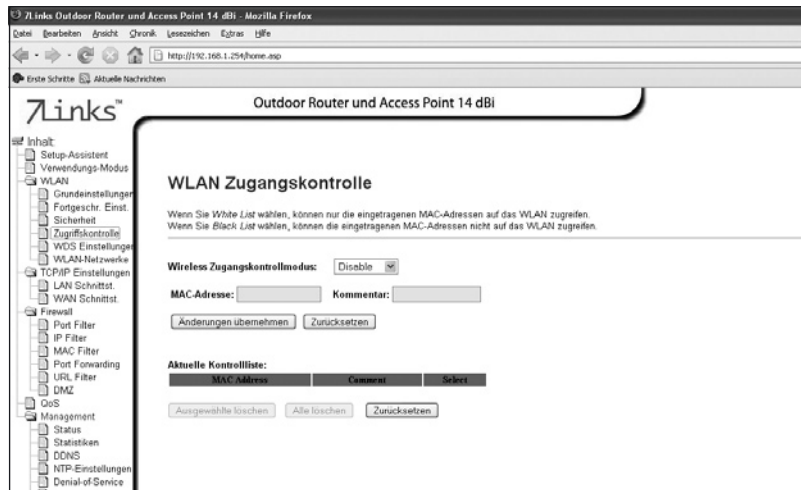 7Links Outdoor Router und Access Point 14 dBi - Mozilla Firefox
Datei Bearbeiten Ansicht Chronik Lesezeichen Extras Hilfe
http://192.168.1.254/home.asp
Erste Schritte Aktuelle Nachrichten
7Links™
Outdoor Router und Access Point 14 dBi
Inhalt
Setup-Assistent
Verwendungs-Modus
WLAN
Grundeinstellungen
Fortgeschr. Einst.
Sicherheit
Zugriffskontrolle
WDS Einstellunge
WLAN-Netzwerke
TCP/IP Einstellungen
LAN Schnittst.
WAN Schnittst.
Firewall
Port Filter
IP Filter
MAC Filter
Port Forwarding
URL Filter
DMZ
QoS
Management
Status
Statistiken
DDNS
NTP-Einstellungen
Denial-of-Service
WLAN Zugangskontrolle
Wenn Sie White List wählen, können nur die eingetragenen MAC-Adressen auf das WLAN zugreifen.
Wenn Sie Black List wählen, können die eingetragenen MAC-Adressen nicht auf das WLAN zugreifen.
Wireless Zugangskontrollmodus: Disable
MAC-Adresse: Kommentar:
Änderungen übernehmen Zurücksetzen
Aktuelle Kontrollliste:
MAC Address Comment Select
Ausgewählte löschen Alle löschen Zurücksetzen